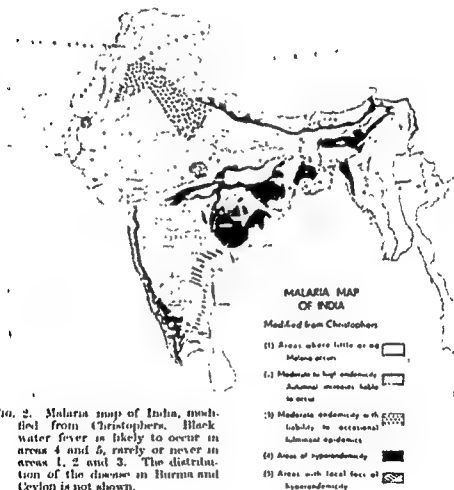 MALARIA MAP
OF INDIA
Modified from Christophers
(1) Areas where little or no
Malaria occurs
(2) Moderate to high endemicity
Autumnal increases liable
to occur
(3) Moderate endemicity with
liability to occasional
fulminant epidemics
(4) Areas of hyperendemicity
(5) Areas with local foci of
hyperendemicity
FIG. 2. Malaria map of India, modi-
fied from Christophers. Black
water fever is likely to occur in
areas 4 and 5, rarely or never in
areas 1, 2 and 3. The distribu-
tion of the disease in Burma and
Ceylon is not shown.